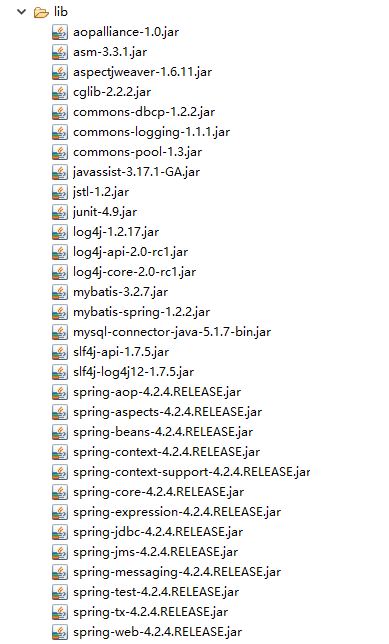 lib
aopalliance-1.0.jar
asm-3.3.1.jar
aspectjweaver-1.6.11.jar
cglib-2.2.2.jar
commons-dbcp-1.2.2.jar
commons-logging-1.1.1.jar
commons-pool-1.3.jar
javassist-3.17.1-GA.jar
jstl-1.2.jar
junit-4.9.jar
log4j-1.2.17.jar
log4j-api-2.0-rc1.jar
log4j-core-2.0-rc1.jar
mybatis-3.2.7.jar
mybatis-spring-1.2.2.jar
mysql-connector-java-5.1.7-bin.jar
slf4j-api-1.7.5.jar
slf4j-log4j12-1.7.5.jar
spring-aop-4.2.4.RELEASE.jar
spring-aspects-4.2.4.RELEASE.jar
spring-beans-4.2.4.RELEASE.jar
spring-context-4.2.4.RELEASE.jar
spring-context-support-4.2.4.RELEASE.jar
spring-core-4.2.4.RELEASE.jar
spring-expression-4.2.4.RELEASE.jar
spring-jdbc-4.2.4.RELEASE.jar
spring-jms-4.2.4.RELEASE.jar
spring-messaging-4.2.4.RELEASE.jar
spring-test-4.2.4.RELEASE.jar
spring-tx-4.2.4.RELEASE.jar
spring-web-4.2.4.RELEASE.jar